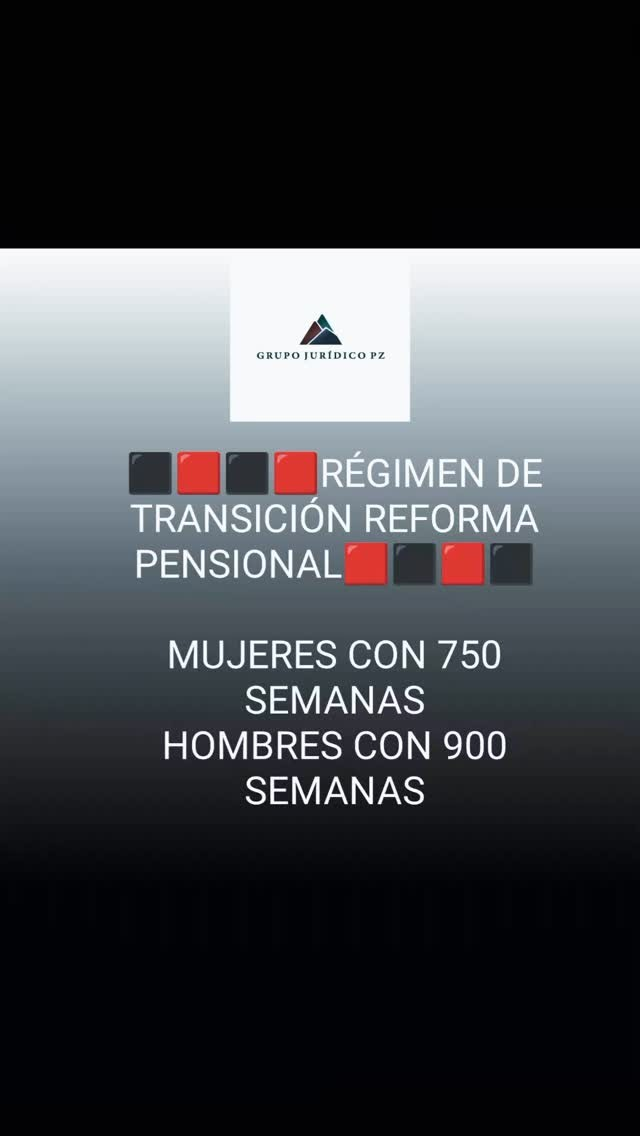 GRUPO JURÍDICO PZ
⬛🟥⬛🟥RÉGIMEN DE
TRANSICIÓN REFORMA
PENSIONAL🟥⬛🟥⬛
MUJERES CON 750
SEMANAS
HOMBRES CON 900
SEMANAS